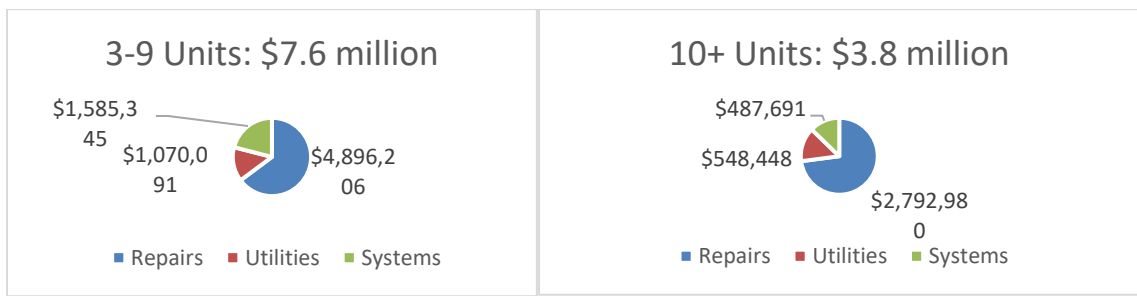 3-9 Units: $7.6 million
$1,585,3
45
$1,070,0
91
$4,896,2
06
Repairs Utilities Systems
10+ Units: $3.8 million
$487,691
$548,448
$2,792,98
0
Repairs Utilities Systems